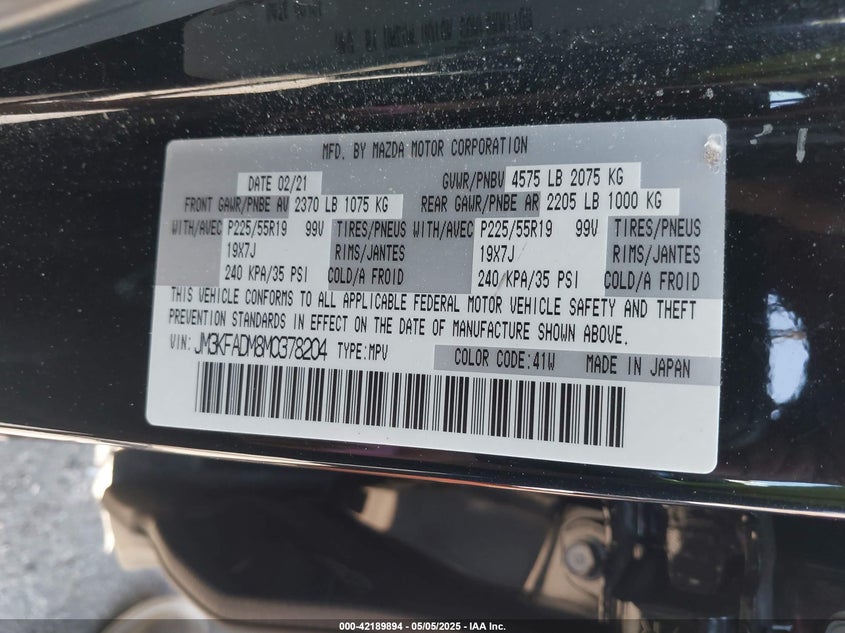 MFD. BY MAZDA MOTOR CORPORATION
DATE 02/21 GVWR/PNBV 4575 LB 2075 KG
FRONT GAWR/PNBE AV 2370 LB 1075 KG REAR GAWR/PNBE AR 2205 LB 1000 KG
WITH/AVEC P225/55R19 99V TIRES/PNEUS WITH/AVEC P225/55R19 99V TIRES/PNEUS
19X7J RIMS/JANTES 19X7J RIMS/JANTES
240 KPA/35 PSI COLD/A FROID 240 KPA/35 PSI COLD/A FROID
THIS VEHICLE CONFORMS TO ALL APPLICABLE FEDERAL MOTOR VEHICLE SAFETY AND THEFT
PREVENTION STANDARDS IN EFFECT ON THE DATE OF MANUFACTURE SHOWN ABOVE.
VIN: JM3KFADM8M0378204 TYPE:MPV COLOR CODE:41W MADE IN JAPAN
000-42189894 — 05/05/2025 — IAA Inc.